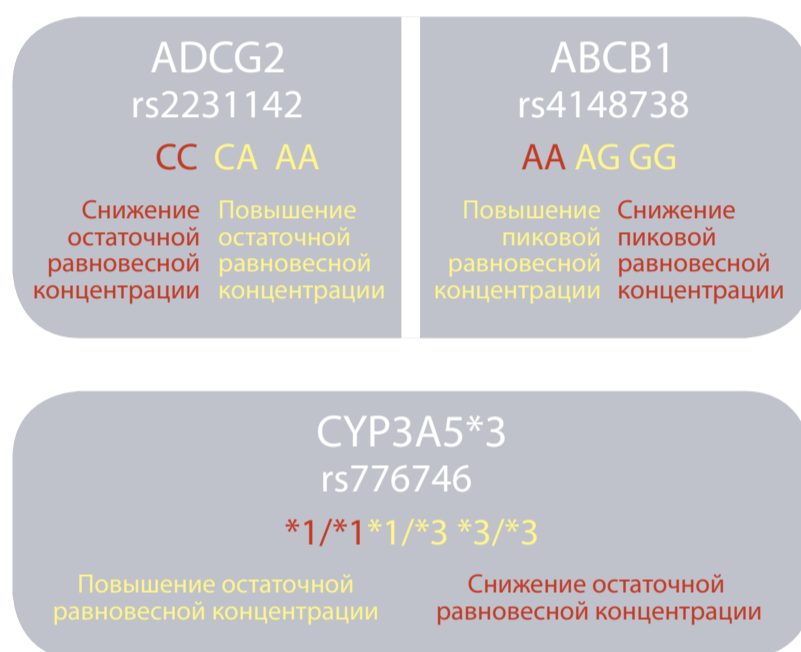 ADCG2
rs2231142
CC CA AA
Снижение
остаточной
равновесной
концентрации
Повышение
остаточной
равновесной
концентрации
ABCB1
rs4148738
AA AG GG
Повышение
пиковой
равновесной
концентрации
Снижение
пиковой
равновесной
концентрации
CYP3A5*3
rs776746
*1/*1 *1/*3 *3/*3
Повышение остаточной
равновесной концентрации
Снижение остаточной
равновесной концентрации